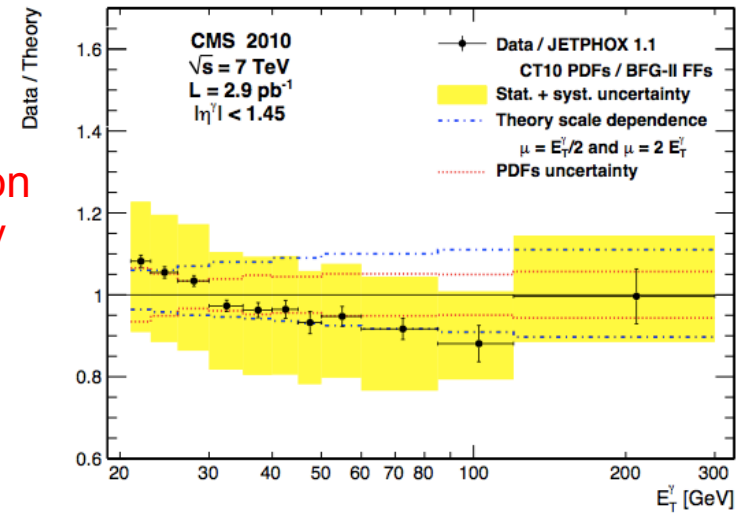 Data / Theory
on
1.6
1.4
1.2
1
0.8
0.6
CMS 2010
√s = 7 TeV
L = 2.9 pb⁻¹
|η^γ| < 1.45
Data / JETPHOX 1.1
CT10 PDFs / BFG-II FFs
Stat. + syst. uncertainty
Theory scale dependence
μ = E_T^γ/2 and μ = 2 E_T^γ
PDFs uncertainty
20 30 40 50 60 70 80 100 200 300
E_T^γ [GeV]